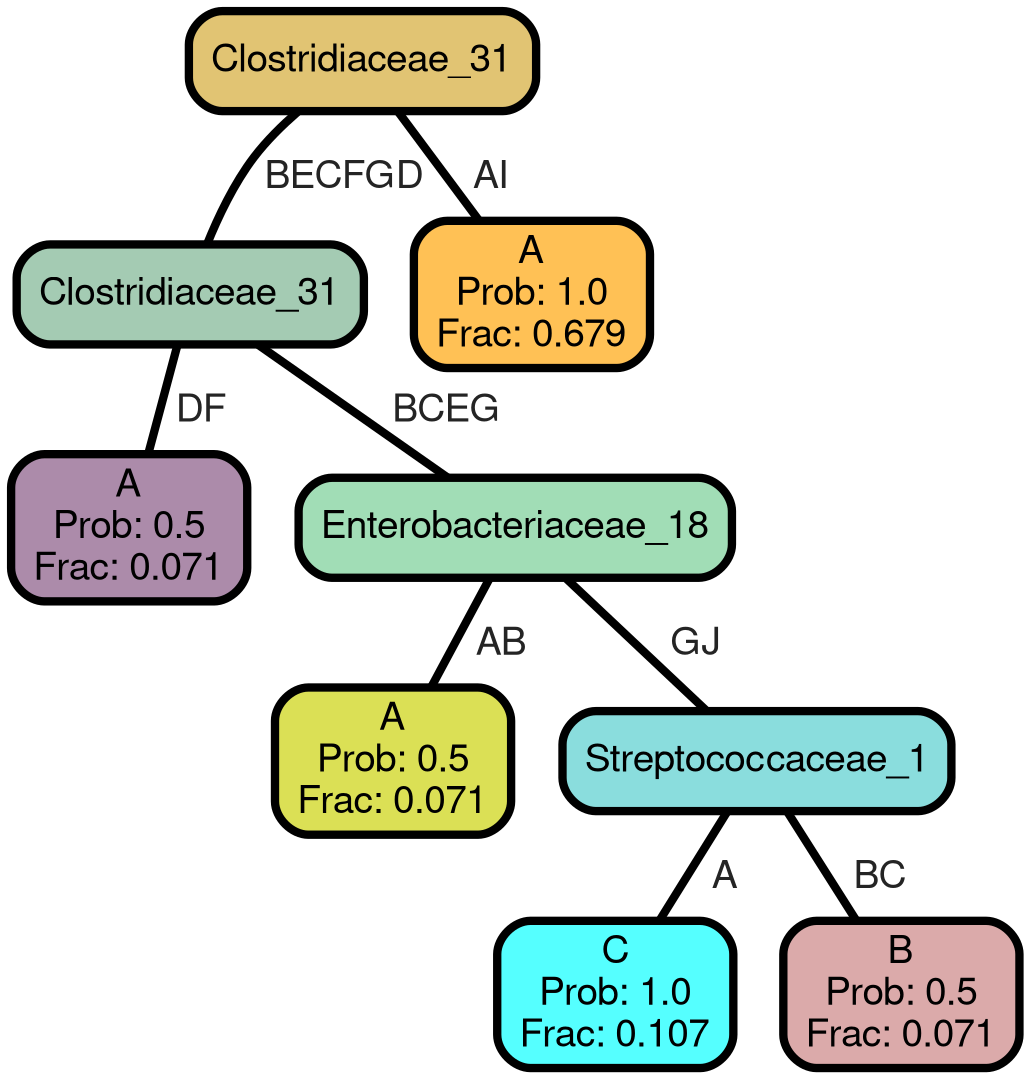 Clostridiaceae_31
BECFGD
AI
Clostridiaceae_31
A
Prob: 1.0
Frac: 0.679
DF
BCEG
A
Prob: 0.5
Frac: 0.071
Enterobacteriaceae_18
AB
GJ
A
Prob: 0.5
Frac: 0.071
Streptococcaceae_1
A
BC
C
Prob: 1.0
Frac: 0.107
B
Prob: 0.5
Frac: 0.071